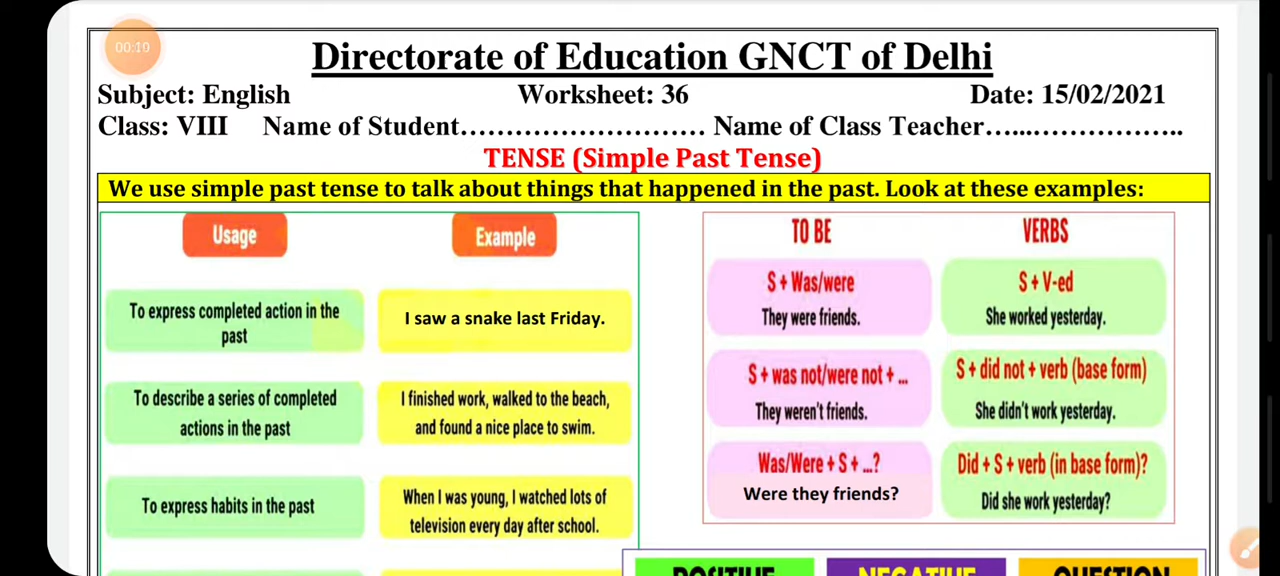 00:10
Directorate of Education GNCT of Delhi
Subject: English Worksheet: 36 Date: 15/02/2021
Class: VIII Name of Student……………………… Name of Class Teacher…...……………..
TENSE (Simple Past Tense)
We use simple past tense to talk about things that happened in the past. Look at these examples:
Usage Example
To express completed action in the
past
I saw a snake last Friday.
To describe a series of completed
actions in the past
I finished work, walked to the beach,
and found a nice place to swim.
To express habits in the past
When I was young, I watched lots of
television every day after school.
TO BE VERBS
S + Was/were
They were friends.
S + V-ed
She worked yesterday.
S + was not/were not + ...
They weren't friends.
S + did not + verb (base form)
She didn't work yesterday.
Was/Were + S + ...?
Were they friends?
Did + S + verb (in base form)?
Did she work yesterday?
POSITIVE NEGATIVE QUESTION